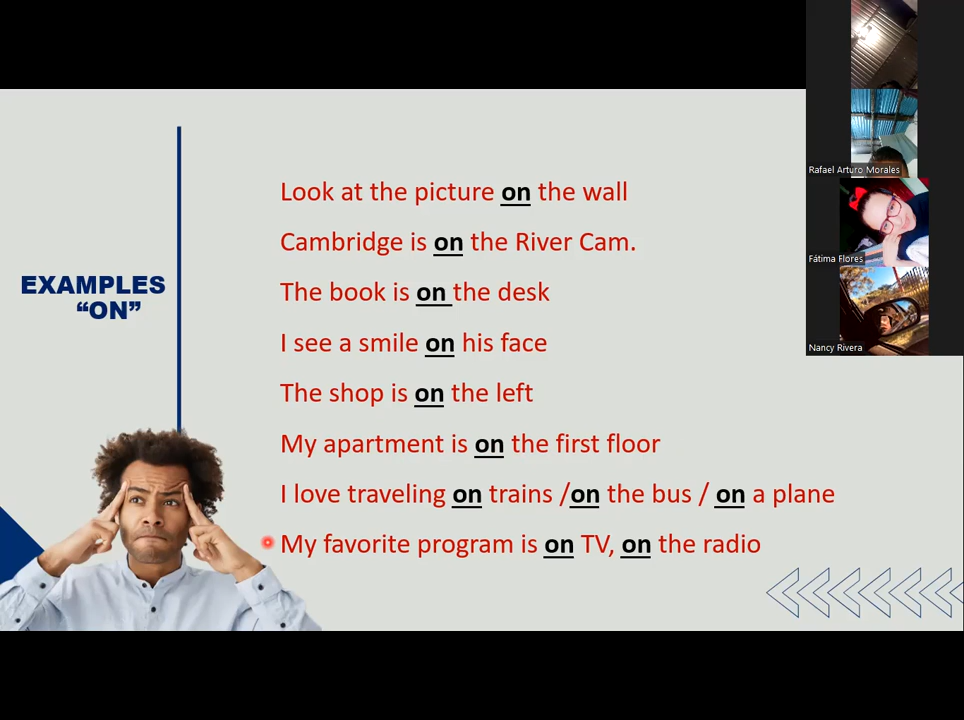 EXAMPLES
“ON”
Look at the picture on the wall
Cambridge is on the River Cam.
The book is on the desk
I see a smile on his face
The shop is on the left
My apartment is on the first floor
I love traveling on trains /on the bus / on a plane
My favorite program is on TV, on the radio
Rafael Arturo Morales
Fátima Flores
Nancy Rivera